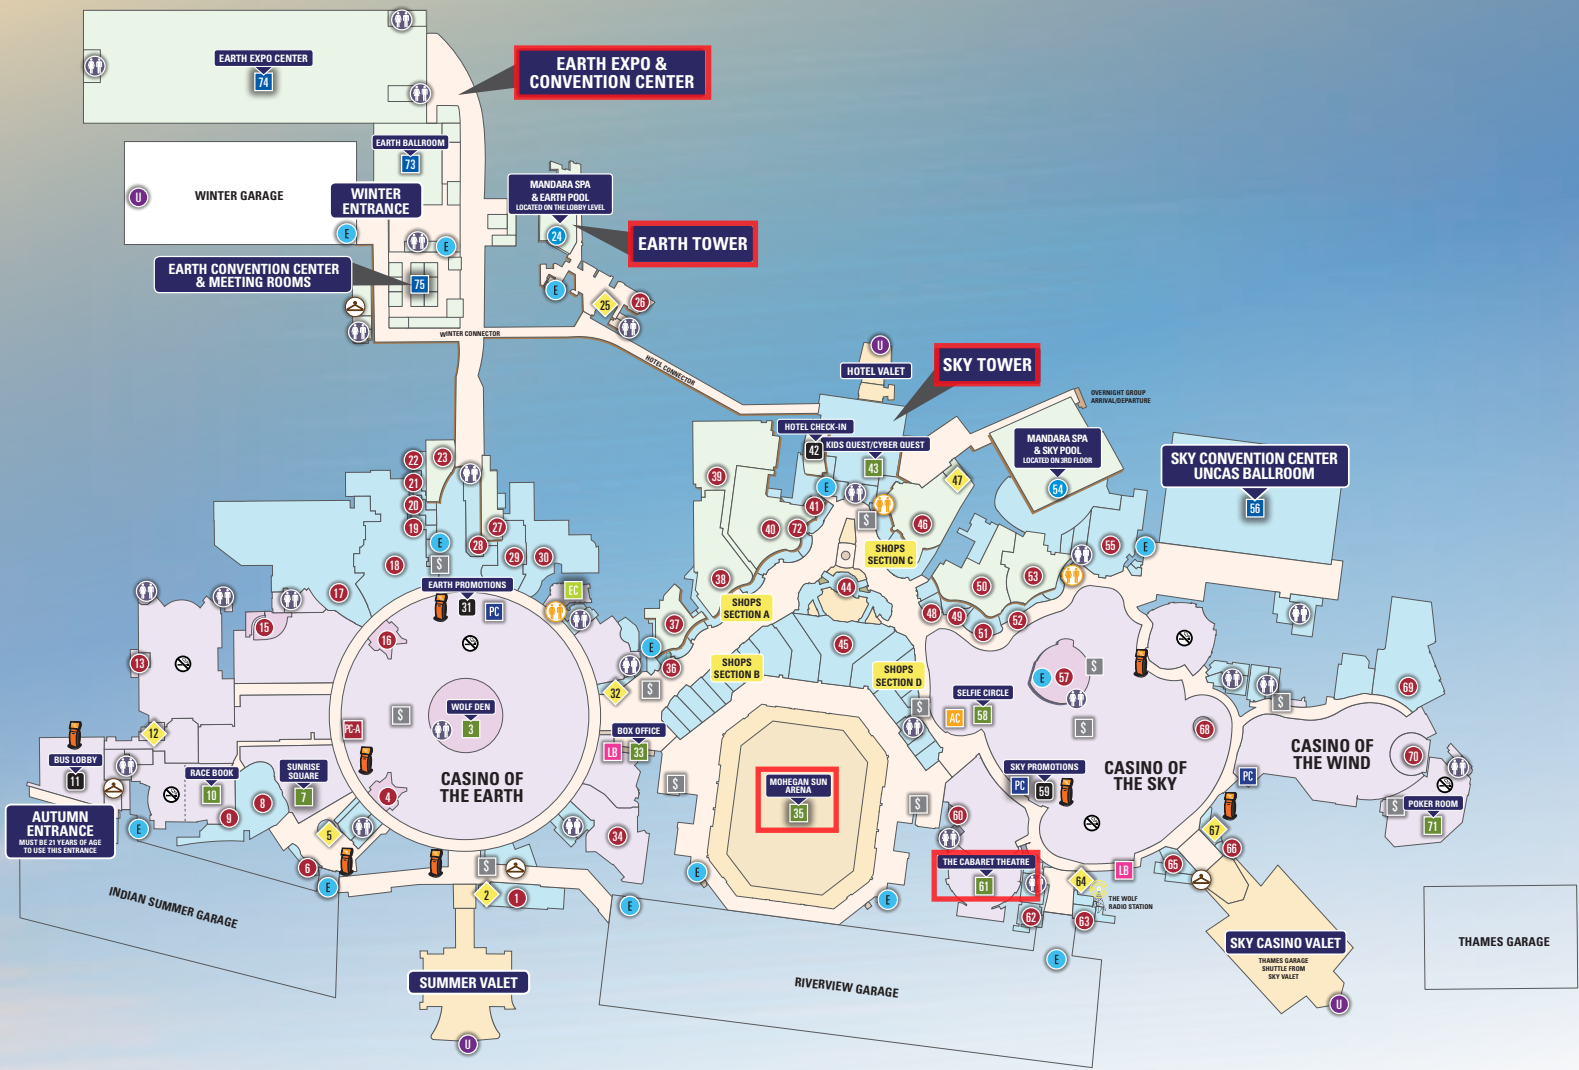 EARTH EXPO CENTER
74
EARTH EXPO &
CONVENTION CENTER
EARTH BALLROOM
73
WINTER GARAGE
U
WINTER
ENTRANCE
E
E
MANDARA SPA
& EARTH POOL
LOCATED ON THE LOBBY LEVEL
24
EARTH TOWER
EARTH CONVENTION CENTER
& MEETING ROOMS
75
E
25
26
WINTER CONNECTOR
HOTEL CONNECTOR
U
HOTEL VALET
SKY TOWER
OVERNIGHT GROUP
ARRIVAL/DEPARTURE
HOTEL CHECK-IN
42
KIDS QUEST/CYBER QUEST
43
MANDARA SPA
& SKY POOL
LOCATED ON 3RD FLOOR
54
SKY CONVENTION CENTER
UNCAS BALLROOM
56
22
23
21
20
19
E
$
18
27
28
29
30
39
40
72
41
E
$
46
47
SHOPS
SECTION C
38
44
50
53
55
E
17
EARTH PROMOTIONS
31
PC
EC
SHOPS
SECTION A
37
48
49
51
52
15
16
13
E
36
45
SHOPS
SECTION B
SHOPS
SECTION D
E
57
$
69
32
$
WOLF DEN
3
$
PC-A
12
BOX OFFICE
LB
33
SELFIE CIRCLE
AC
58
$
$
68
$
CASINO OF
THE WIND
70
BUS LOBBY
11
RACE BOOK
10
SUNRISE
SQUARE
7
CASINO OF
THE EARTH
$
MOHEGAN SUN
ARENA
35
SKY PROMOTIONS
PC
59
CASINO OF
THE SKY
PC
$
POKER ROOM
71
8
9
4
5
34
$
60
67
66
AUTUMN
ENTRANCE
MUST BE 21 YEARS OF AGE
TO USE THIS ENTRANCE
E
6
E
$
2
1
E
E
E
THE CABARET THEATRE
61
64
LB
65
THE WOLF
RADIO STATION
62
63
E
INDIAN SUMMER GARAGE
SUMMER VALET
U
RIVERVIEW GARAGE
SKY CASINO VALET
THAMES GARAGE
SHUTTLE FROM
SKY VALET
U
THAMES GARAGE